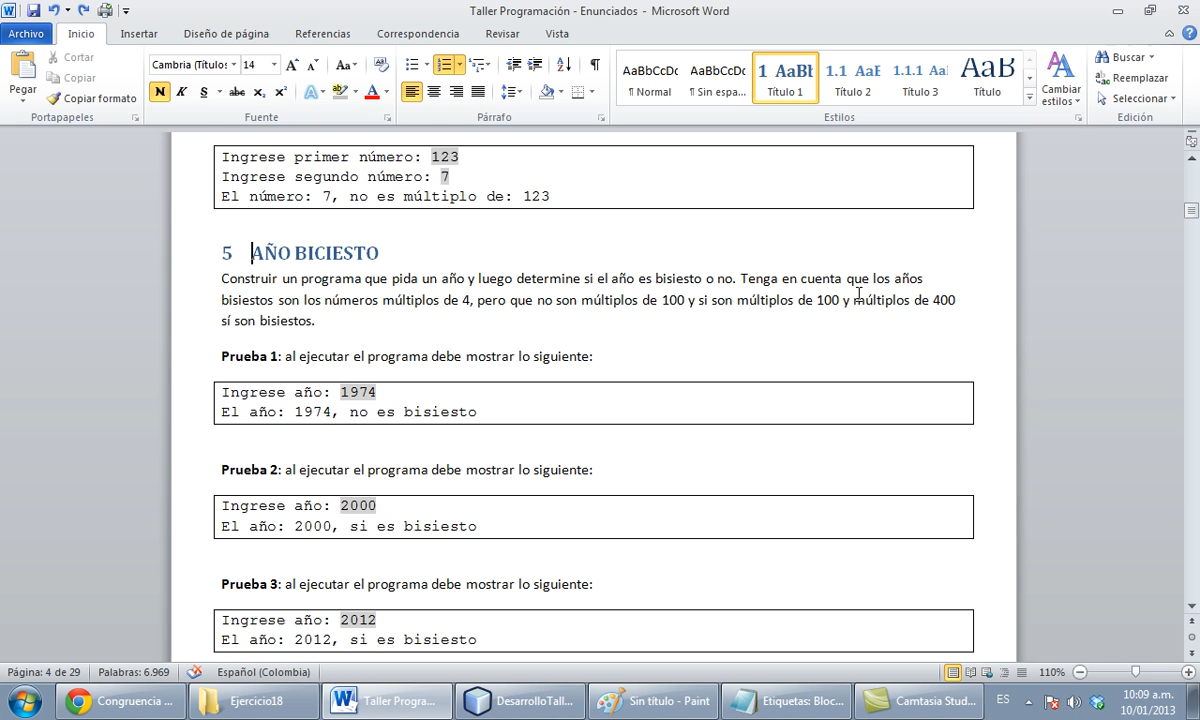 Taller Programación - Enunciados - Microsoft Word
Archivo Inicio Insertar Diseño de página Referencias Correspondencia Revisar Vista
Pegar
Cortar
Copiar
Copiar formato
Portapapeles
Cambria (Títulos 14
Fuente
Párrafo
AaBbCcDc AaBbCcDc 1 AaBb 1.1 AaE 1.1.1 Aa AaB
¶ Normal ¶ Sin espa... Título 1 Título 2 Título 3 Título
Estilos
Cambiar estilos
Buscar
Reemplazar
Seleccionar
Edición
Ingrese primer número: 123
Ingrese segundo número: 7
El número: 7, no es múltiplo de: 123
5 AÑO BICIESTO
Construir un programa que pida un año y luego determine si el año es bisiesto o no. Tenga en cuenta que los años
bisiestos son los números múltiplos de 4, pero que no son múltiplos de 100 y si son múltiplos de 100 y múltiplos de 400
sí son bisiestos.
Prueba 1: al ejecutar el programa debe mostrar lo siguiente:
Ingrese año: 1974
El año: 1974, no es bisiesto
Prueba 2: al ejecutar el programa debe mostrar lo siguiente:
Ingrese año: 2000
El año: 2000, si es bisiesto
Prueba 3: al ejecutar el programa debe mostrar lo siguiente:
Ingrese año: 2012
El año: 2012, si es bisiesto
Página: 4 de 29 Palabras: 6.969 Español (Colombia) 110%
Congruencia ... Ejercicio18 Taller Progra... DesarrolloTall... Sin título - Paint Etiquetas: Bloc... Camtasia Stud... ES
10:09 a.m.
10/01/2013